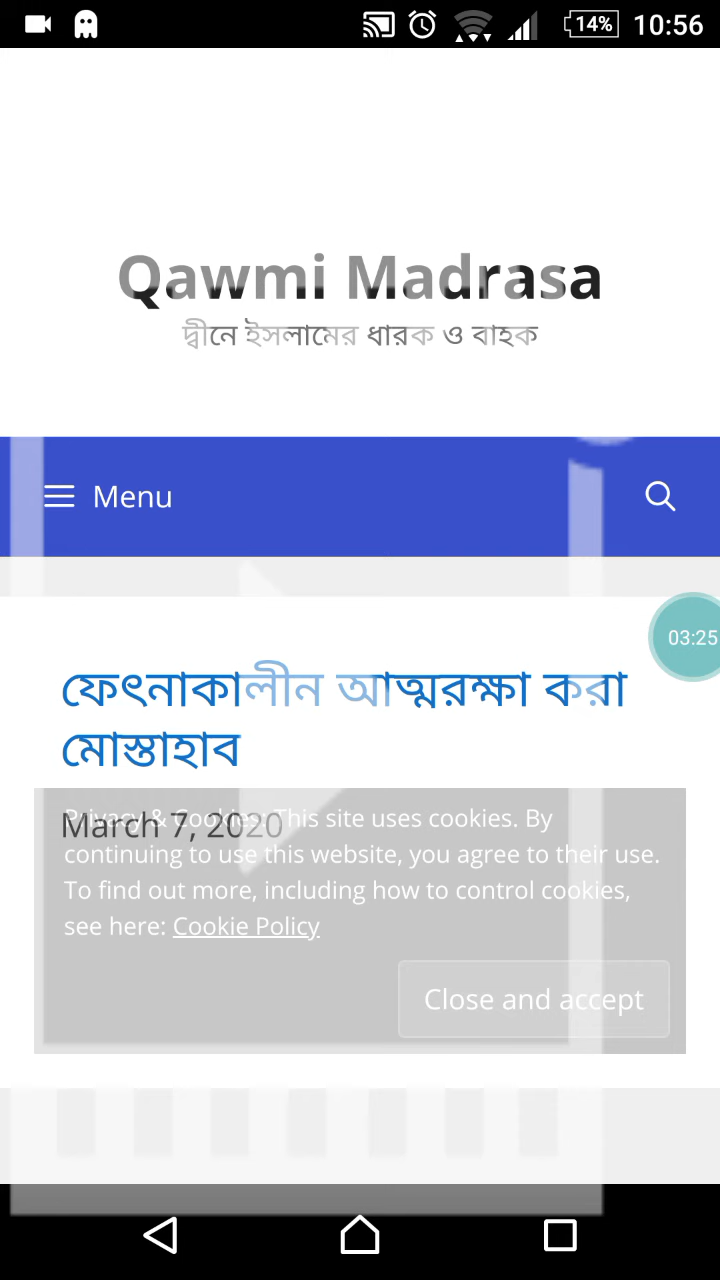 14% 10:56
Qawmi Madrasa
দ্বীনে ইসলামের ধারক ও বাহক
Menu
03:25
ফেৎনাকালীন আত্মরক্ষা করা
মোস্তাহাব
March 7, 2020
Privacy & Cookies: This site uses cookies. By
continuing to use this website, you agree to their use.
To find out more, including how to control cookies,
see here: Cookie Policy
Close and accept